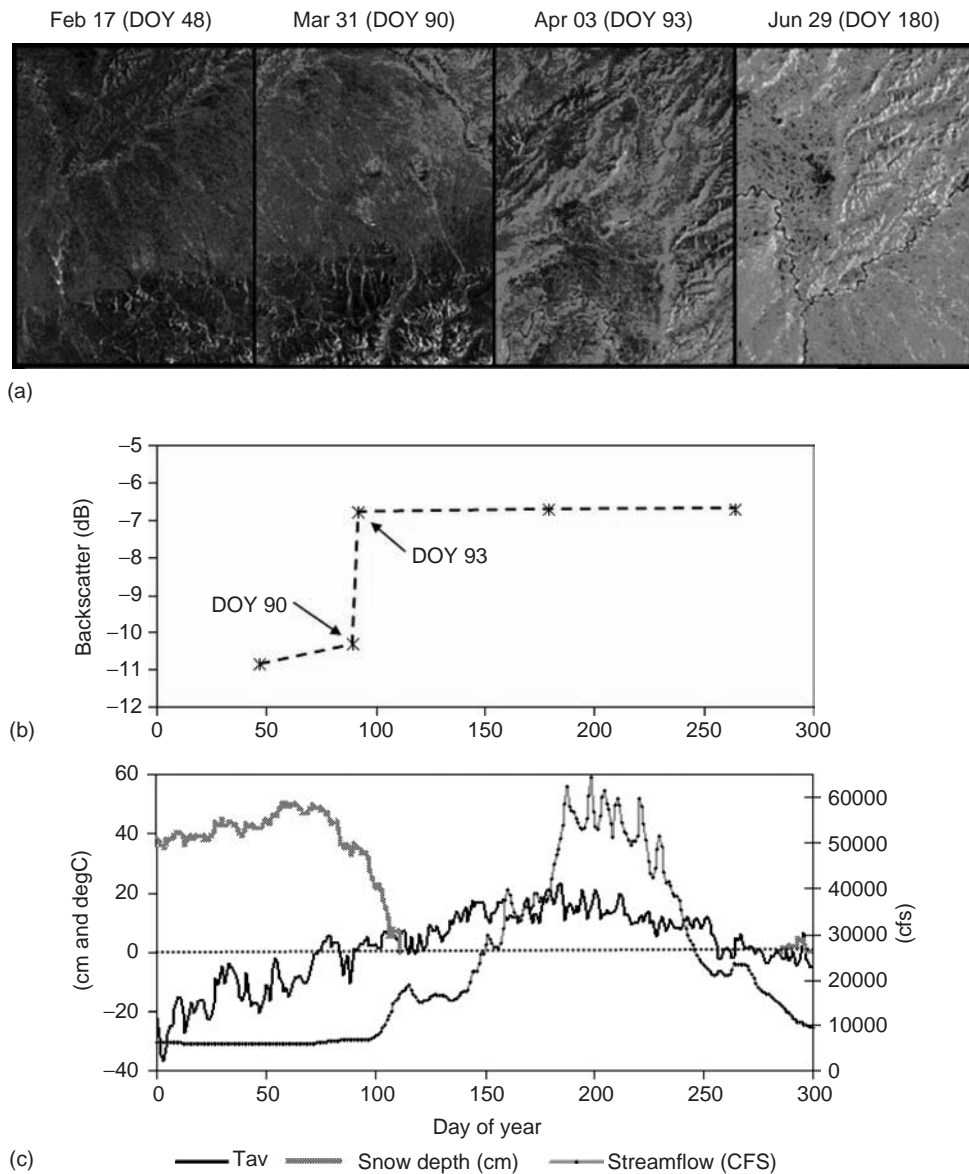 Feb 17 (DOY 48) Mar 31 (DOY 90) Apr 03 (DOY 93) Jun 29 (DOY 180)
(a)
−5
−6
−7
−8
−9
−10
−11
−12
Backscatter (dB)
DOY 93
DOY 90
0 50 100 150 200 250 300
(b)
60
40
20
0
−20
−40
(cm and degC)
60000
50000
40000
30000
20000
10000
0
(cfs)
0 50 100 150 200 250 300
Day of year
(c) Tav Snow depth (cm) Streamflow (CFS)